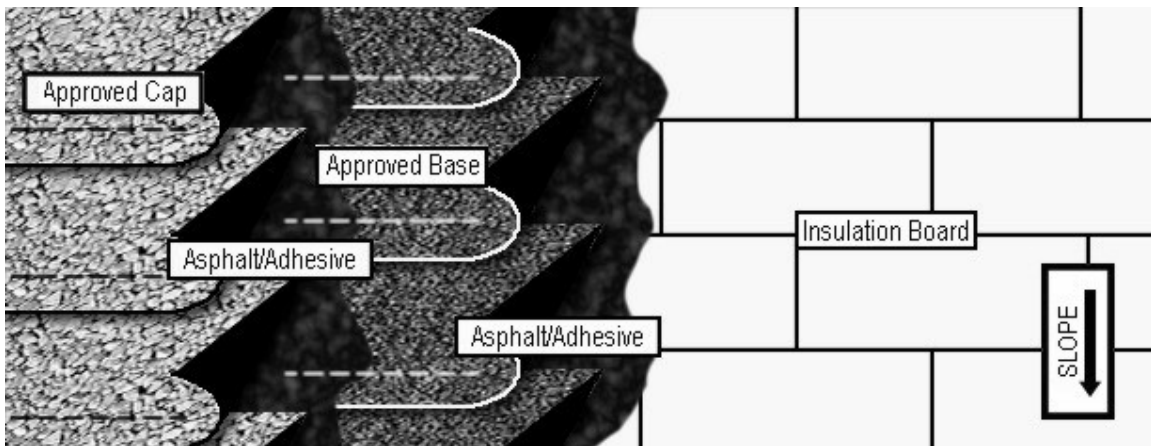 Approved Cap
Approved Base
Asphalt/Adhesive
Insulation Board
Asphalt/Adhesive
SLOPE